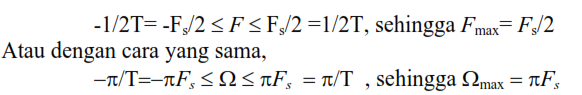 -1/2T= -Fₛ/2 ≤ F ≤ Fₛ/2 =1/2T, sehingga Fmax= Fₛ/2
Atau dengan cara yang sama,
−π/T=−πFₛ ≤ Ω ≤ πFₛ = π/T , sehingga Ωmax = πFₛ